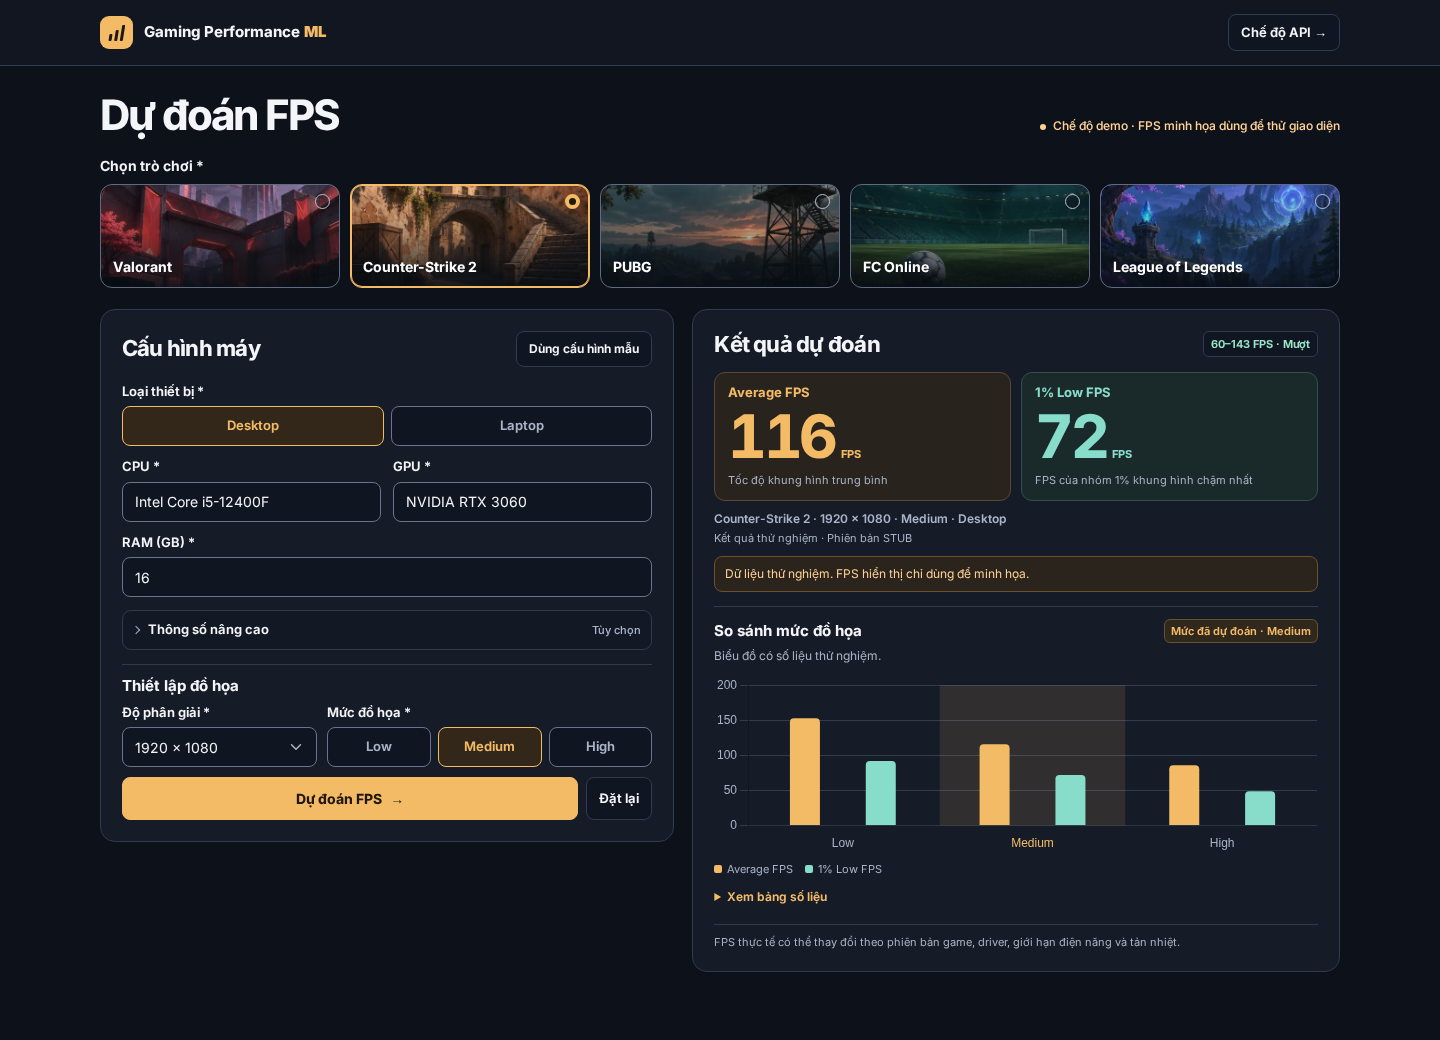 Gaming Performance ML
Chế độ API →
Dự đoán FPS
Chế độ demo · FPS minh họa dùng để thử giao diện
Chọn trò chơi *
Valorant
Counter-Strike 2
PUBG
FC Online
League of Legends
Cấu hình máy
Dùng cấu hình mẫu
Loại thiết bị *
Desktop
Laptop
CPU *
GPU *
Intel Core i5-12400F
NVIDIA RTX 3060
RAM (GB) *
16
Thông số nâng cao
Tùy chọn
Thiết lập đồ họa
Độ phân giải *
Mức đồ họa *
1920 × 1080
Low
Medium
High
Dự đoán FPS →
Đặt lại
Kết quả dự đoán
60–143 FPS · Mượt
Average FPS
116 FPS
Tốc độ khung hình trung bình
1% Low FPS
72 FPS
FPS của nhóm 1% khung hình chậm nhất
Counter-Strike 2 · 1920 × 1080 · Medium · Desktop
Kết quả thử nghiệm · Phiên bản STUB
Dữ liệu thử nghiệm. FPS hiển thị chỉ dùng để minh họa.
So sánh mức đồ họa
Mức đã dự đoán · Medium
Biểu đồ có số liệu thử nghiệm.
200
150
100
50
0
Low
Medium
High
Average FPS
1% Low FPS
Xem bảng số liệu
FPS thực tế có thể thay đổi theo phiên bản game, driver, giới hạn điện năng và tản nhiệt.